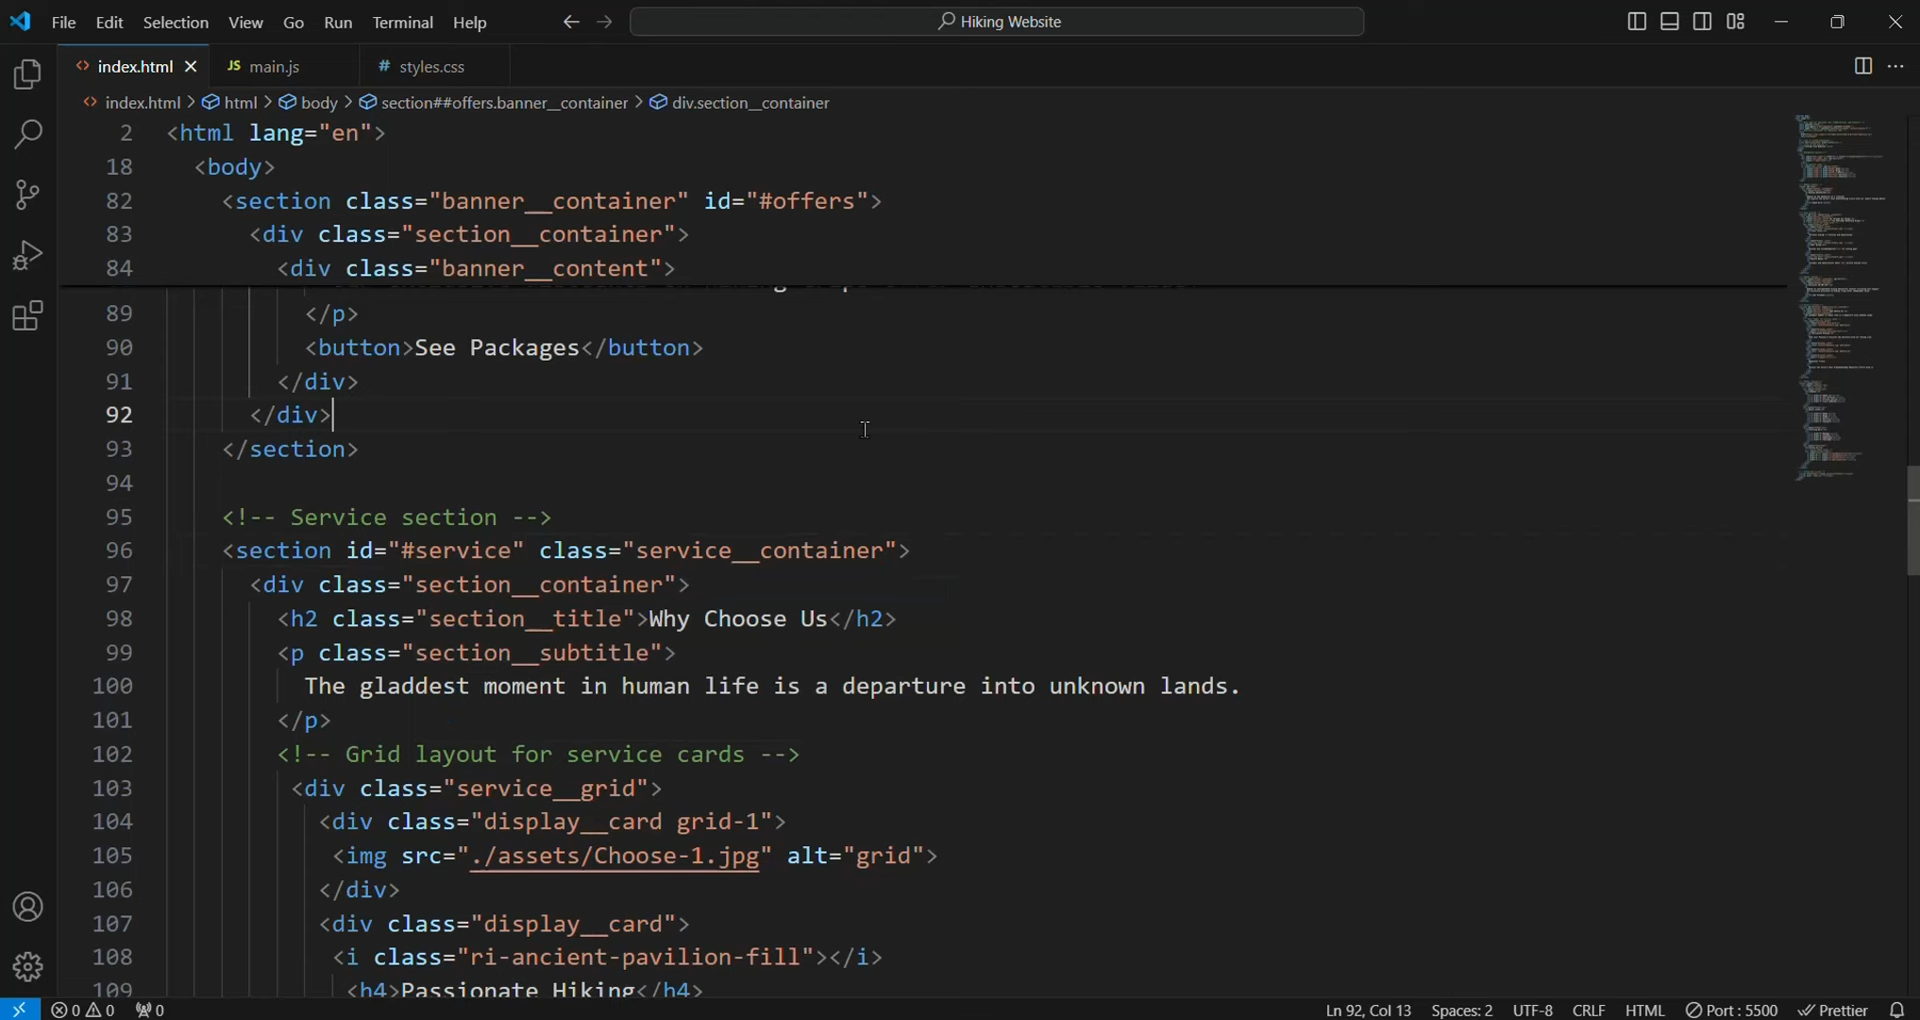 File Edit Selection View Go Run Terminal Help Hiking Website
index.html JS main.js # styles.css
index.html > html > body > section##offers.banner__container > div.section__container
2 <html lang="en">
18 <body>
82 <section class="banner__container" id="#offers">
83 <div class="section__container">
84 <div class="banner__content">
89 </p>
90 <button>See Packages</button>
91 </div>
92 </div>
93 </section>
94
95 <!-- Service section -->
96 <section id="#service" class="service__container">
97 <div class="section__container">
98 <h2 class="section__title">Why Choose Us</h2>
99 <p class="section__subtitle">
100 The gladdest moment in human life is a departure into unknown lands.
101 </p>
102 <!-- Grid layout for service cards -->
103 <div class="service__grid">
104 <div class="display__card grid-1">
105 <img src="./assets/Choose-1.jpg" alt="grid">
106 </div>
107 <div class="display__card">
108 <i class="ri-ancient-pavilion-fill"></i>
109 <h4>Passionate Hiking</h4>
0 0 0 Ln 92, Col 13 Spaces: 2 UTF-8 CRLF HTML Port : 5500 Prettier